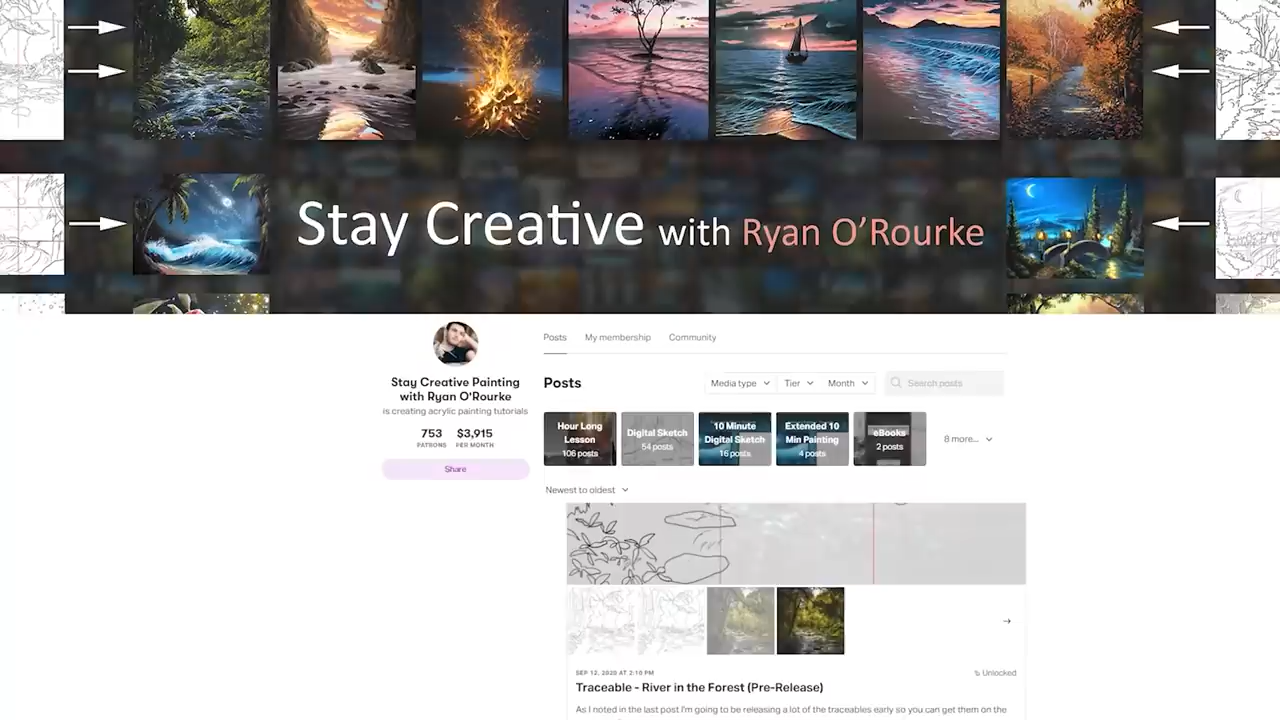 Stay Creative with Ryan O'Rourke
Posts My membership Community
Stay Creative Painting
with Ryan O'Rourke
is creating acrylic painting tutorials
753 $3,915
PATRONS PER MONTH
Share
Posts
Media type Tier Month Search posts
Hour Long
Lesson
106 posts
Digital Sketch
54 posts
10 Minute
Digital Sketch
16 posts
Extended 10
Min Painting
4 posts
eBooks
2 posts
8 more...
Newest to oldest
SEP 12, 2020 AT 2:10 PM Unlocked
Traceable - River in the Forest (Pre-Release)
As I noted in the last post I'm going to be releasing a lot of the traceables early so you can get them on the